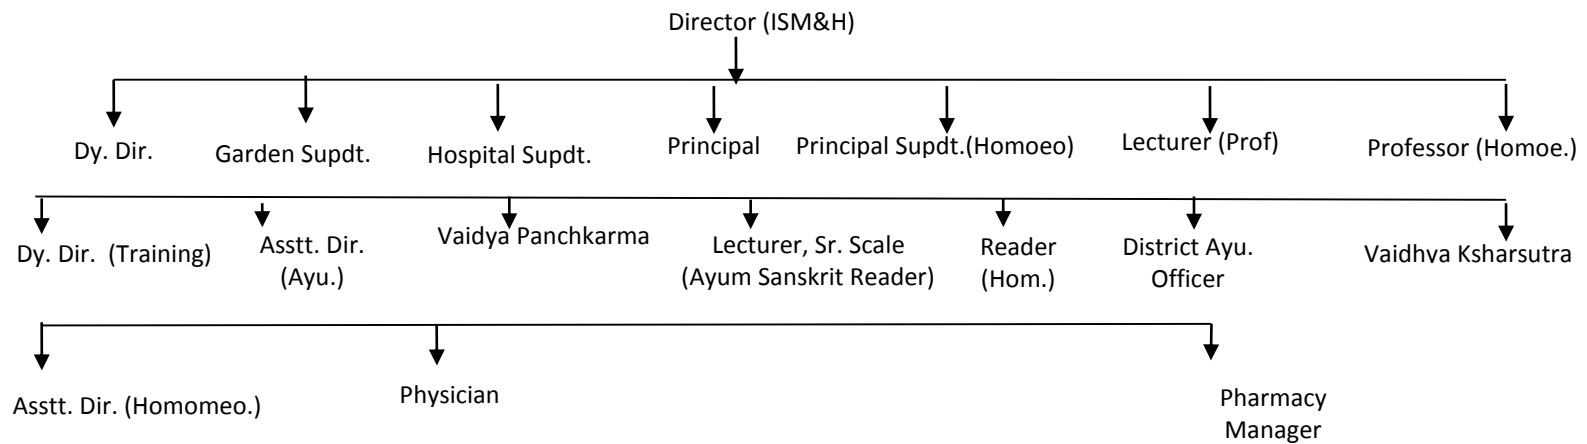 Director (ISM&H)
Dy. Dir. Garden Supdt. Hospital Supdt. Principal Principal Supdt.(Homoeo) Lecturer (Prof) Professor (Homoe.)
Dy. Dir. (Training) Asstt. Dir. Vaidya Panchkarma Lecturer, Sr. Scale Reader District Ayu. Vaidhya Ksharsutra
(Ayu.) (Ayum Sanskrit Reader) (Hom.) Officer
Asstt. Dir. (Homomeo.) Physician Pharmacy
Manager